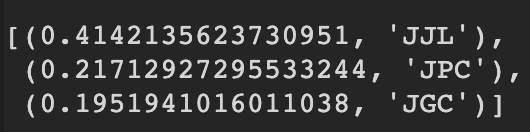 [(0.4142135623730951, 'JJL'),
(0.21712927295533244, 'JPC'),
(0.1951941016011038, 'JGC')]